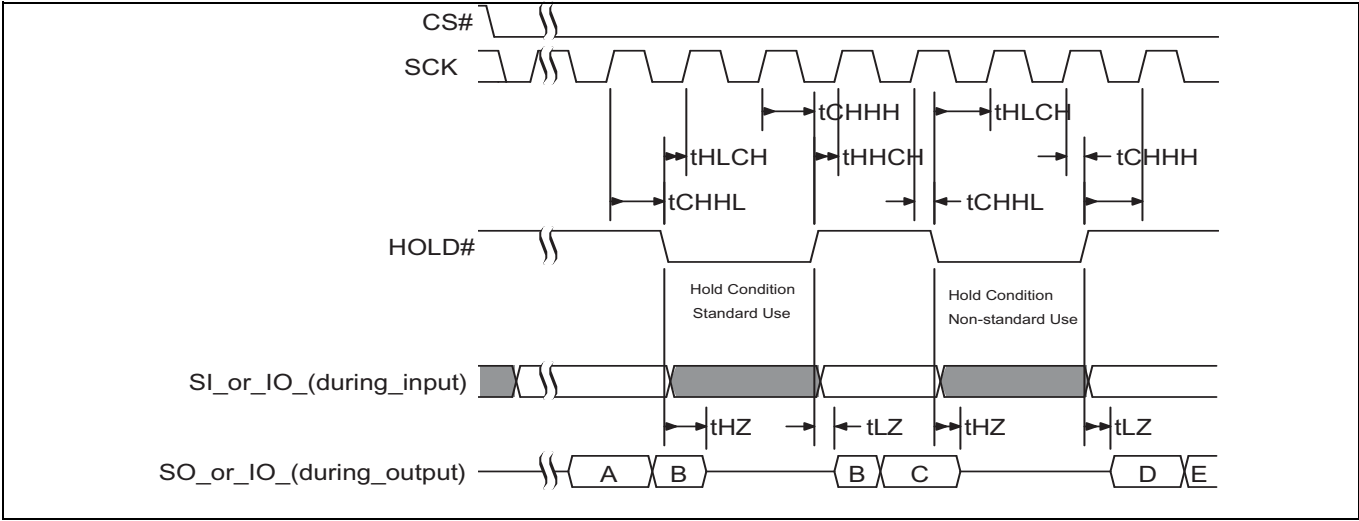 CS#
SCK
tCHHH
tHLCH
tHLCH
tHHCH
tCHHH
tCHHL
tCHHL
HOLD#
Hold Condition
Standard Use
Hold Condition
Non-standard Use
SI_or_IO_(during_input)
tHZ
tLZ
tHZ
tLZ
SO_or_IO_(during_output)
A
B
B
C
D
E